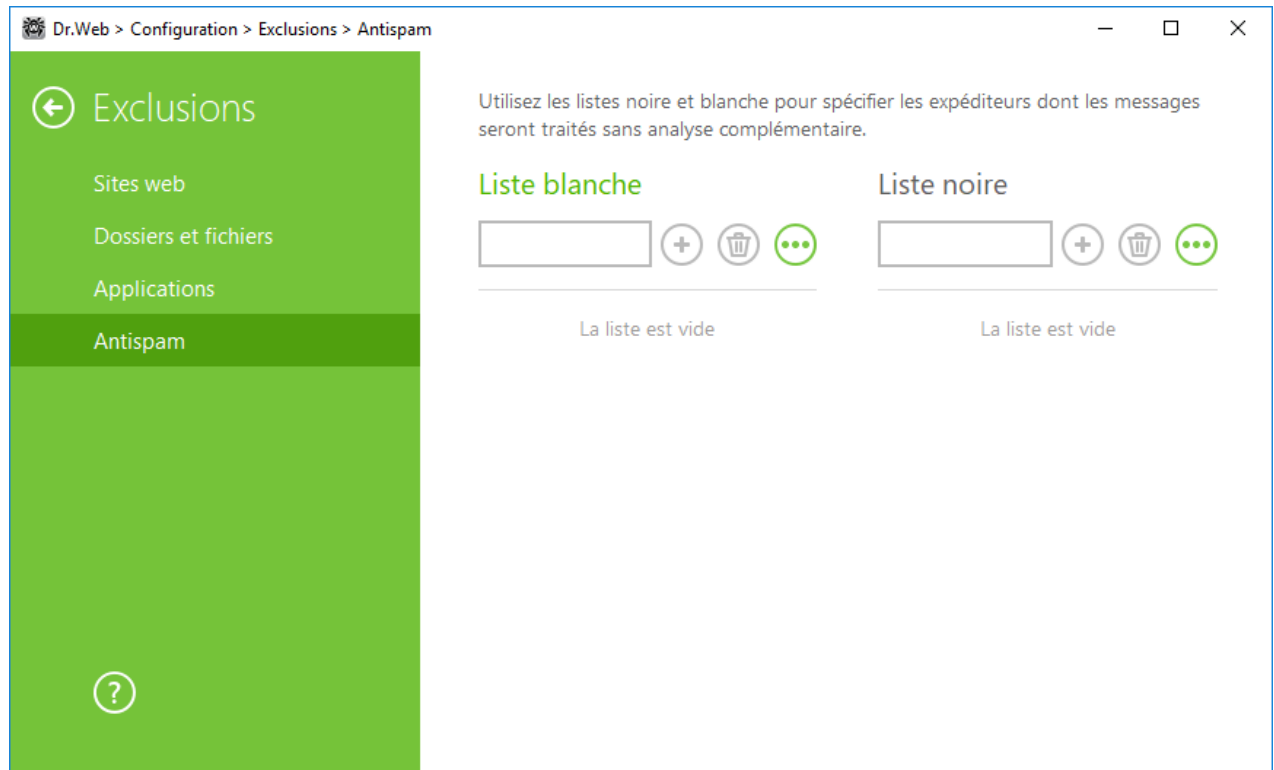 Dr.Web > Configuration > Exclusions > Antispam
Exclusions
Sites web
Dossiers et fichiers
Applications
Antispam
Utilisez les listes noire et blanche pour spécifier les expéditeurs dont les messages
seront traités sans analyse complémentaire.
Liste blanche
Liste noire
La liste est vide
La liste est vide
?